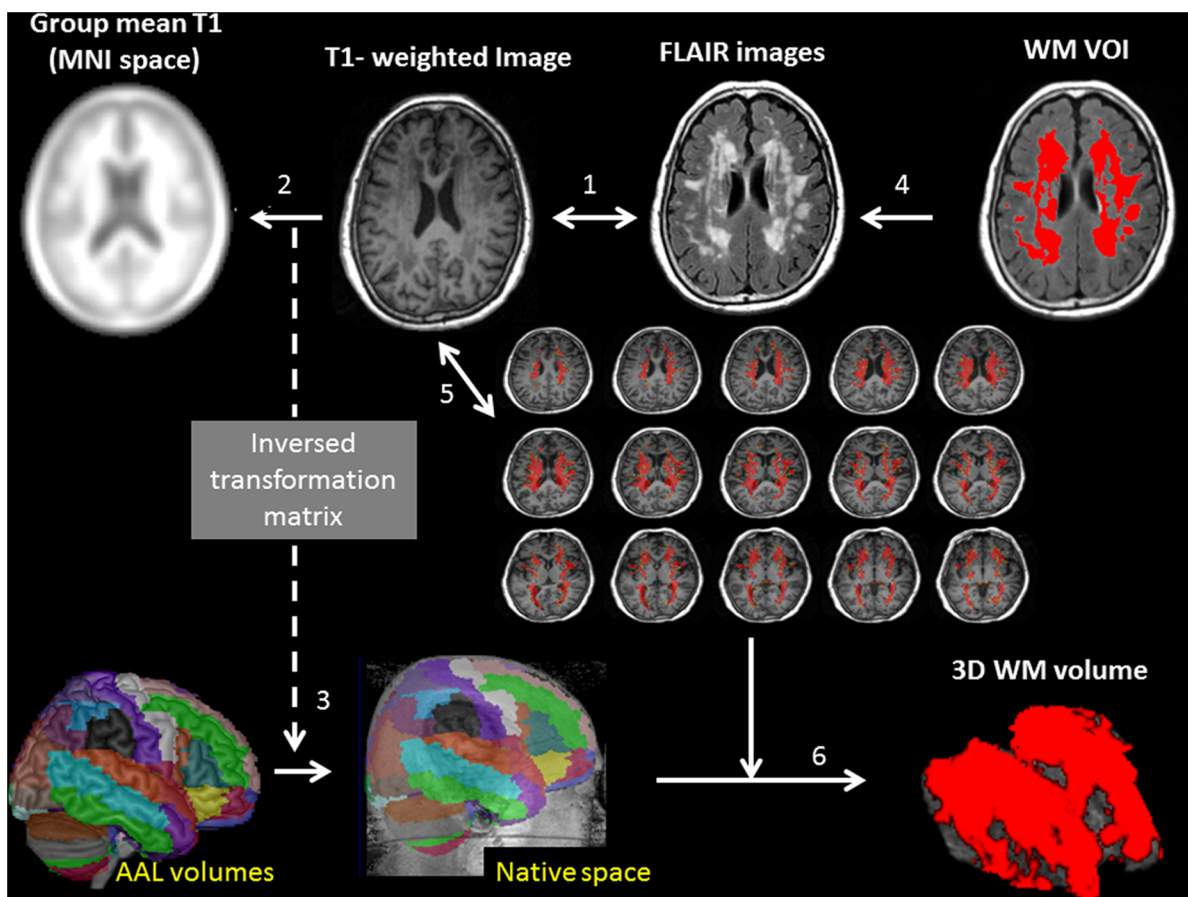 Group mean T1
(MNI space)
T1- weighted Image
FLAIR images
WM VOI
2
1
4
5
Inversed
transformation
matrix
3
3D WM volume
6
AAL volumes
Native space